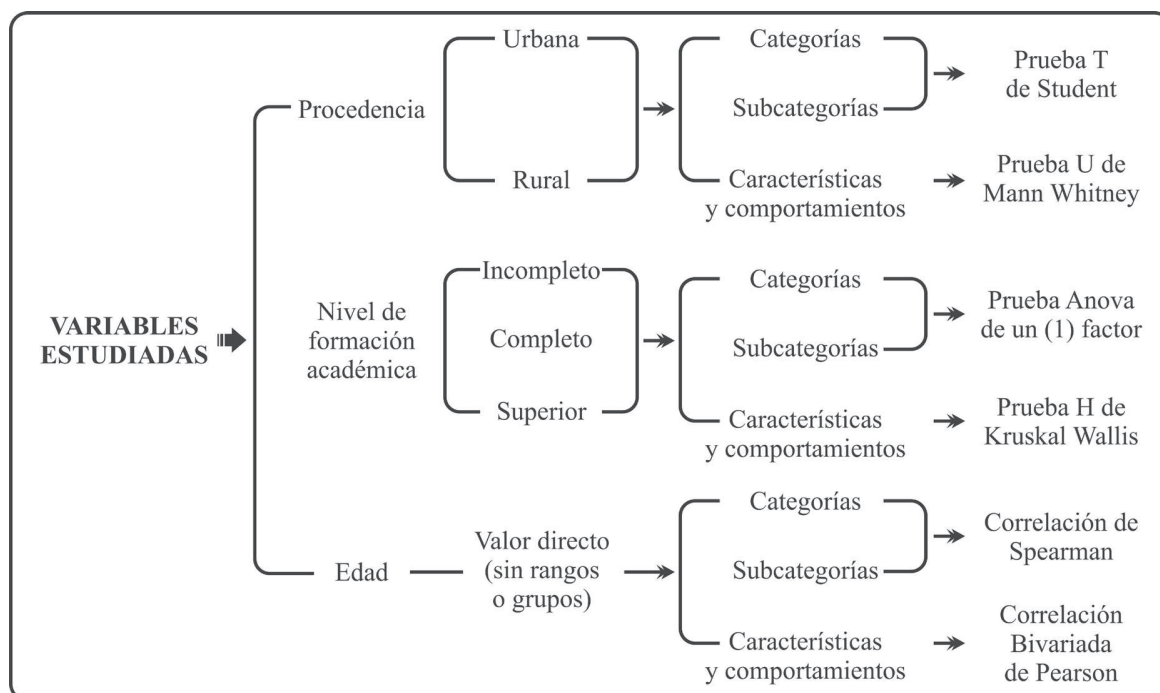 VARIABLES
ESTUDIADAS
Procedencia
Urbana
Rural
Categorías
Subcategorías
Prueba T
de Student
Características
y comportamientos
Prueba U de
Mann Whitney
Nivel de
formación
académica
Incompleto
Completo
Superior
Categorías
Subcategorías
Prueba Anova
de un (1) factor
Características
y comportamientos
Prueba H de
Kruskal Wallis
Edad
Valor directo
(sin rangos
o grupos)
Categorías
Subcategorías
Correlación de
Spearman
Características
y comportamientos
Correlación
Bivariada
de Pearson